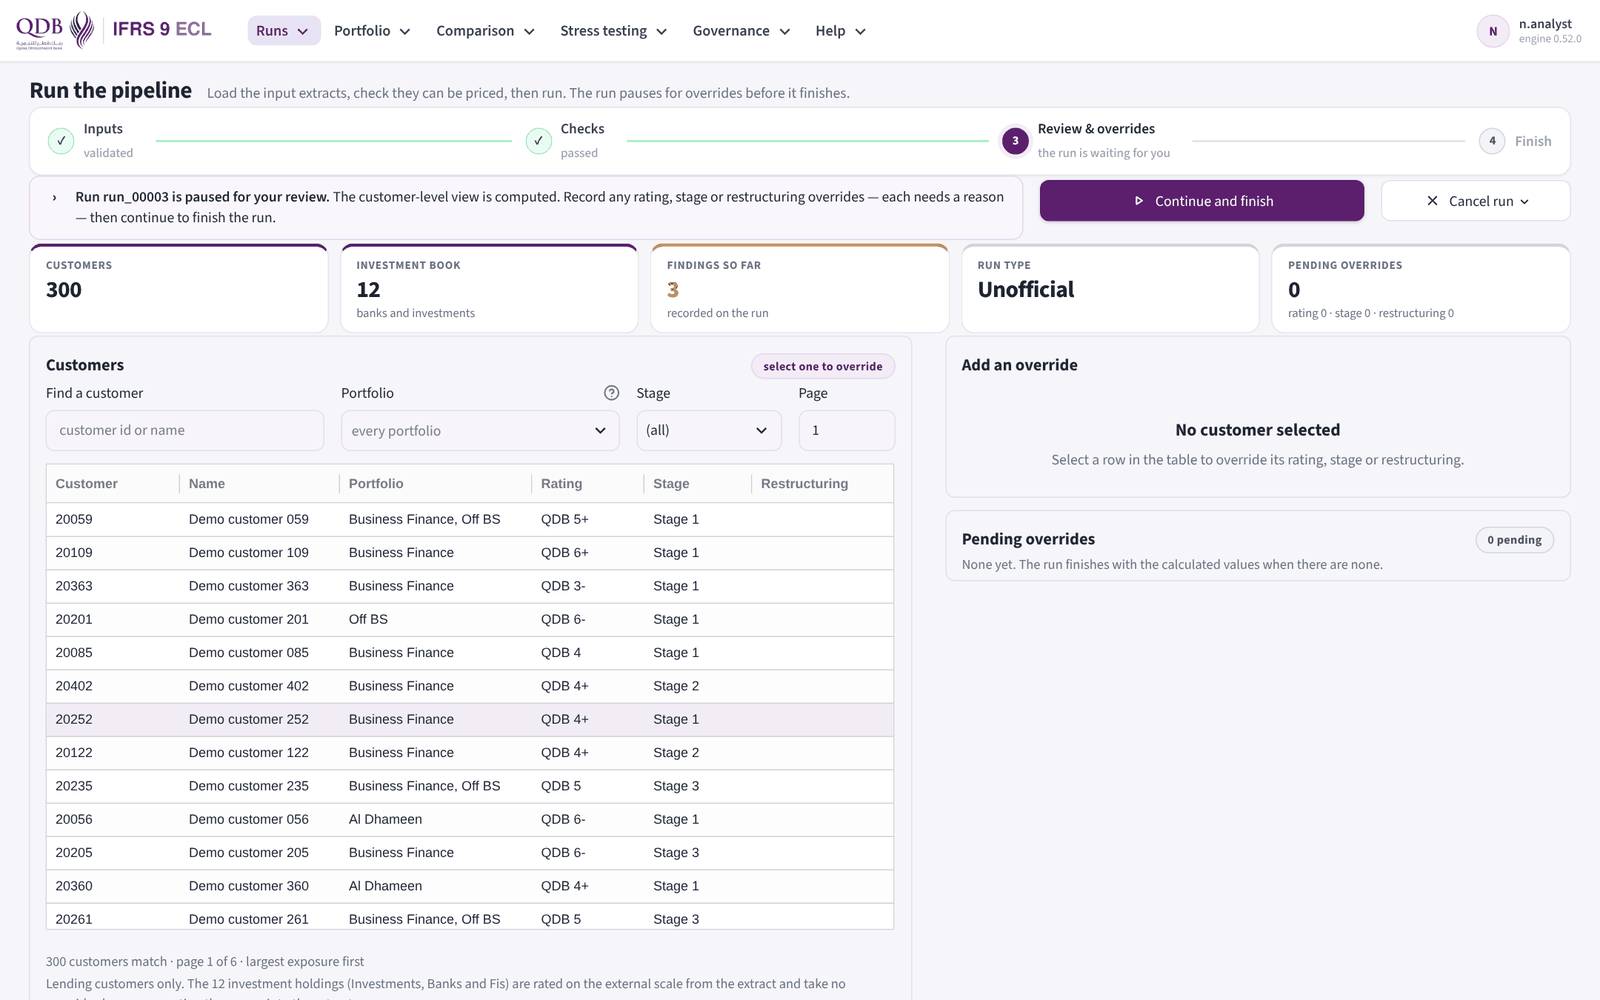 QDB
IFRS 9 ECL
Runs
Portfolio
Comparison
Stress testing
Governance
Help
N
n.analyst
engine 0.52.0
Run the pipeline
Load the input extracts, check they can be priced, then run. The run pauses for overrides before it finishes.
✓ Inputs
validated
✓ Checks
passed
3 Review & overrides
the run is waiting for you
4 Finish
› Run run_00003 is paused for your review. The customer-level view is computed. Record any rating, stage or restructuring overrides — each needs a reason
— then continue to finish the run.
Continue and finish
Cancel run
CUSTOMERS
300
INVESTMENT BOOK
12
banks and investments
FINDINGS SO FAR
3
recorded on the run
RUN TYPE
Unofficial
PENDING OVERRIDES
0
rating 0 · stage 0 · restructuring 0
Customers
select one to override
Find a customer
customer id or name
Portfolio ?
every portfolio
Stage
(all)
Page
1
Customer Name Portfolio Rating Stage Restructuring
20059 Demo customer 059 Business Finance, Off BS QDB 5+ Stage 1
20109 Demo customer 109 Business Finance QDB 6+ Stage 1
20363 Demo customer 363 Business Finance QDB 3- Stage 1
20201 Demo customer 201 Off BS QDB 6- Stage 1
20085 Demo customer 085 Business Finance QDB 4 Stage 1
20402 Demo customer 402 Business Finance QDB 4+ Stage 2
20252 Demo customer 252 Business Finance QDB 4+ Stage 1
20122 Demo customer 122 Business Finance QDB 4+ Stage 2
20235 Demo customer 235 Business Finance, Off BS QDB 5 Stage 3
20056 Demo customer 056 Al Dhameen QDB 6- Stage 1
20205 Demo customer 205 Business Finance QDB 6- Stage 3
20360 Demo customer 360 Al Dhameen QDB 4+ Stage 1
20261 Demo customer 261 Business Finance, Off BS QDB 5 Stage 3
300 customers match · page 1 of 6 · largest exposure first
Lending customers only. The 12 investment holdings (Investments, Banks and Fis) are rated on the external scale from the extract and take no
Add an override
No customer selected
Select a row in the table to override its rating, stage or restructuring.
Pending overrides
0 pending
None yet. The run finishes with the calculated values when there are none.